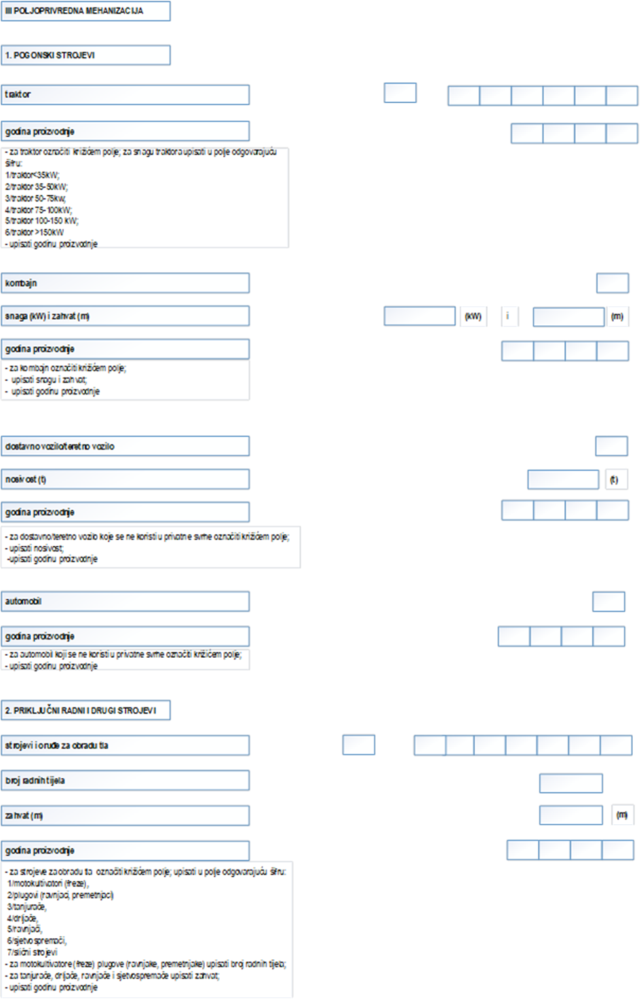 III POLJOPRIVREDNA MEHANIZACIJA
1. POGONSKI STROJEVI
traktor
godina proizvodnje
- za traktor označiti križićem polje; za snagu traktora upisati u polje odgovarajuću
šifru:
1/traktor<35kW;
2/traktor 35-50kW;
3/traktor 50-75kw;
4/traktor 75-100kW;
5/traktor 100-150 kW;
6/traktor >150kW
- upisati godinu proizvodnje
kombajn
snaga (kW) i zahvat (m) (kW) i (m)
godina proizvodnje
- za kombajn označiti križićem polje;
- upisati snagu i zahvat;
- upisati godinu proizvodnje
dostavno vozilo/teretno vozilo
nosivost (t) (t)
godina proizvodnje
- za dostavno/teretno vozilo koje se ne koristi u privatne svrhe označiti križićem polje;
- upisati nosivost;
-upisati godinu proizvodnje
automobil
godina proizvodnje
- za automobil koji se ne koristi u privatne svrhe označiti križićem polje;
- upisati godinu proizvodnje
2. PRIKLJUČNI RADNI I DRUGI STROJEVI
strojevi i oruđe za obradu tla
broj radnih tijela
zahvat (m) (m)
godina proizvodnje
- za strojeve za obradu tla označiti križićem polje; upisati u polje odgovarajuću šifru:
1/motokultivatori (freze),
2/plugovi (ravnjaci, premetnjaci)
3/tanjurače,
4/drljače,
5/ravnjači,
6/sjetvospremači,
7/slični strojevi
- za motokultivatore (freze) plugove (ravnjake, premetnjake) upisati broj radnih tijela;
- za tanjurače, drljače, ravnjače i sjetvospremače upisati zahvat;
- upisati godinu proizvodnje